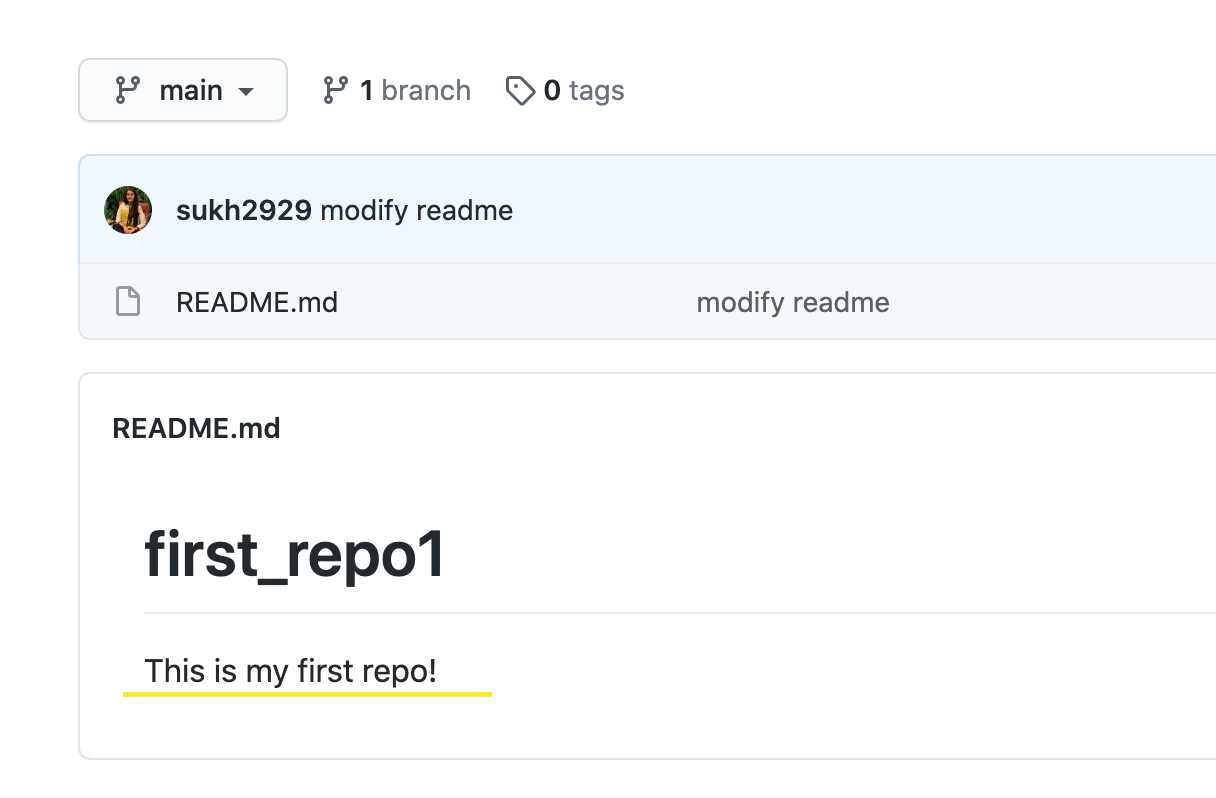 main 1 branch 0 tags
sukh2929 modify readme
README.md modify readme
README.md
first_repo1
This is my first repo!